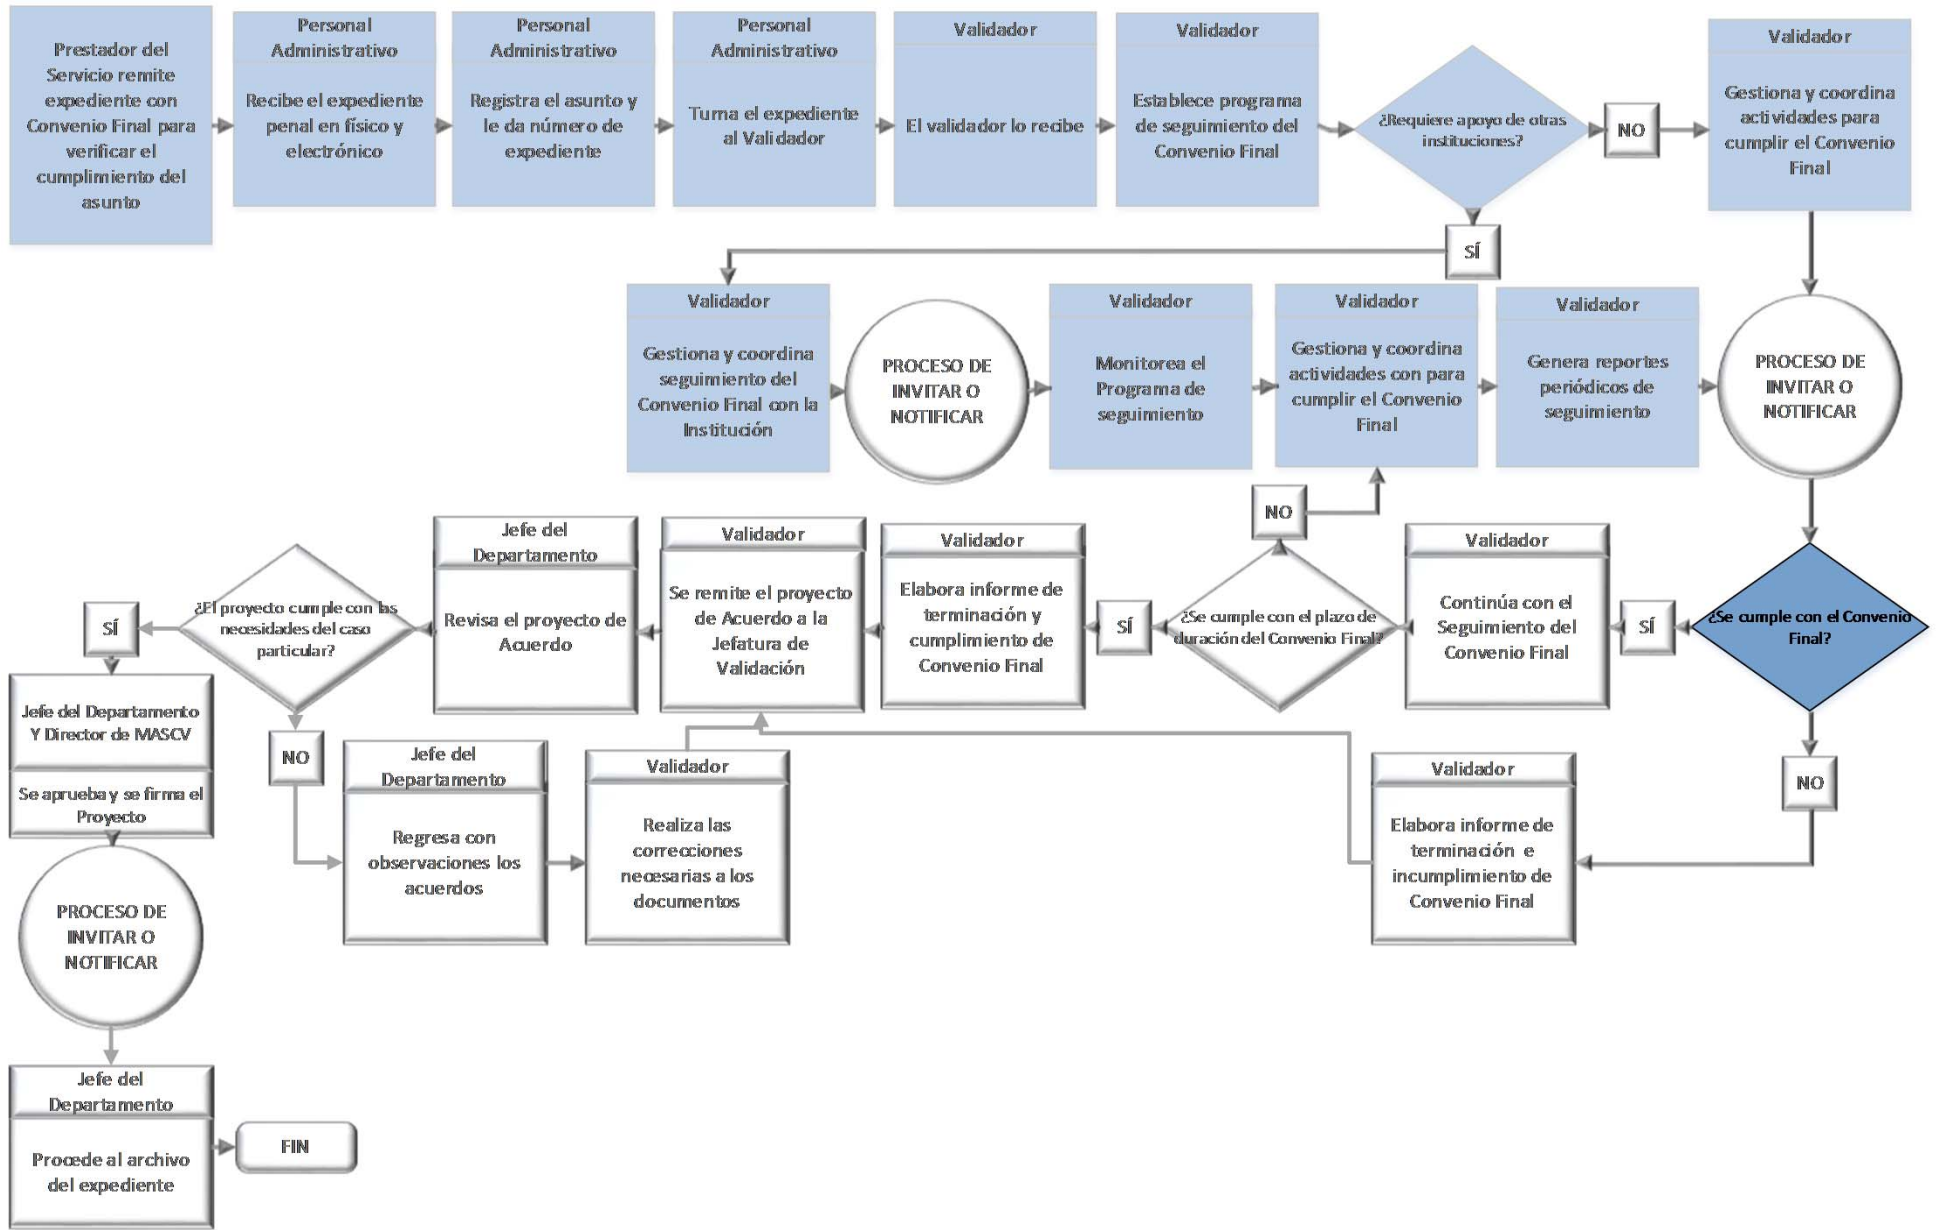 Prestador del
Servicio remite
expediente con
Convenio Final para
verificar el
cumplimiento del
asunto
Personal
Administrativo
Recibe el expediente
penal en físico y
electrónico
Personal
Administrativo
Registra el asunto y
le da número de
expediente
Personal
Administrativo
Turna el expediente
al Validador
Validador
El validador lo recibe
Validador
Establece programa
de seguimiento del
Convenio Final
¿Requiere apoyo de otras
instituciones?
NO
Validador
Gestiona y coordina
actividades para
cumplir el Convenio
Final
SÍ
Validador
Gestiona y coordina
seguimiento del
Convenio Final con la
Institución
PROCESO DE
INVITAR O
NOTIFICAR
Validador
Monitorea el
Programa de
seguimiento
Validador
Gestiona y coordina
actividades con para
cumplir el Convenio
Final
Validador
Genera reportes
periódicos de
seguimiento
PROCESO DE
INVITAR O
NOTIFICAR
¿Se cumple con el Convenio
Final?
SÍ
Validador
Continúa con el
Seguimiento del
Convenio Final
¿Se cumple con el plazo de
duración del Convenio Final?
NO
SÍ
Validador
Elabora informe de
terminación y
cumplimiento de
Convenio Final
Validador
Se remite el proyecto
de Acuerdo a la
Jefatura de
Validación
Jefe del
Departamento
Revisa el proyecto de
Acuerdo
¿El proyecto cumple con las
necesidades del caso
particular?
SÍ
Jefe del Departamento
Y Director de MASCV
Se aprueba y se firma el
Proyecto
NO
Jefe del
Departamento
Regresa con
observaciones los
acuerdos
Validador
Realiza las
correcciones
necesarias a los
documentos
Validador
Elabora informe de
terminación e
incumplimiento de
Convenio Final
NO
PROCESO DE
INVITAR O
NOTIFICAR
Jefe del
Departamento
Procede al archivo
del expediente
FIN